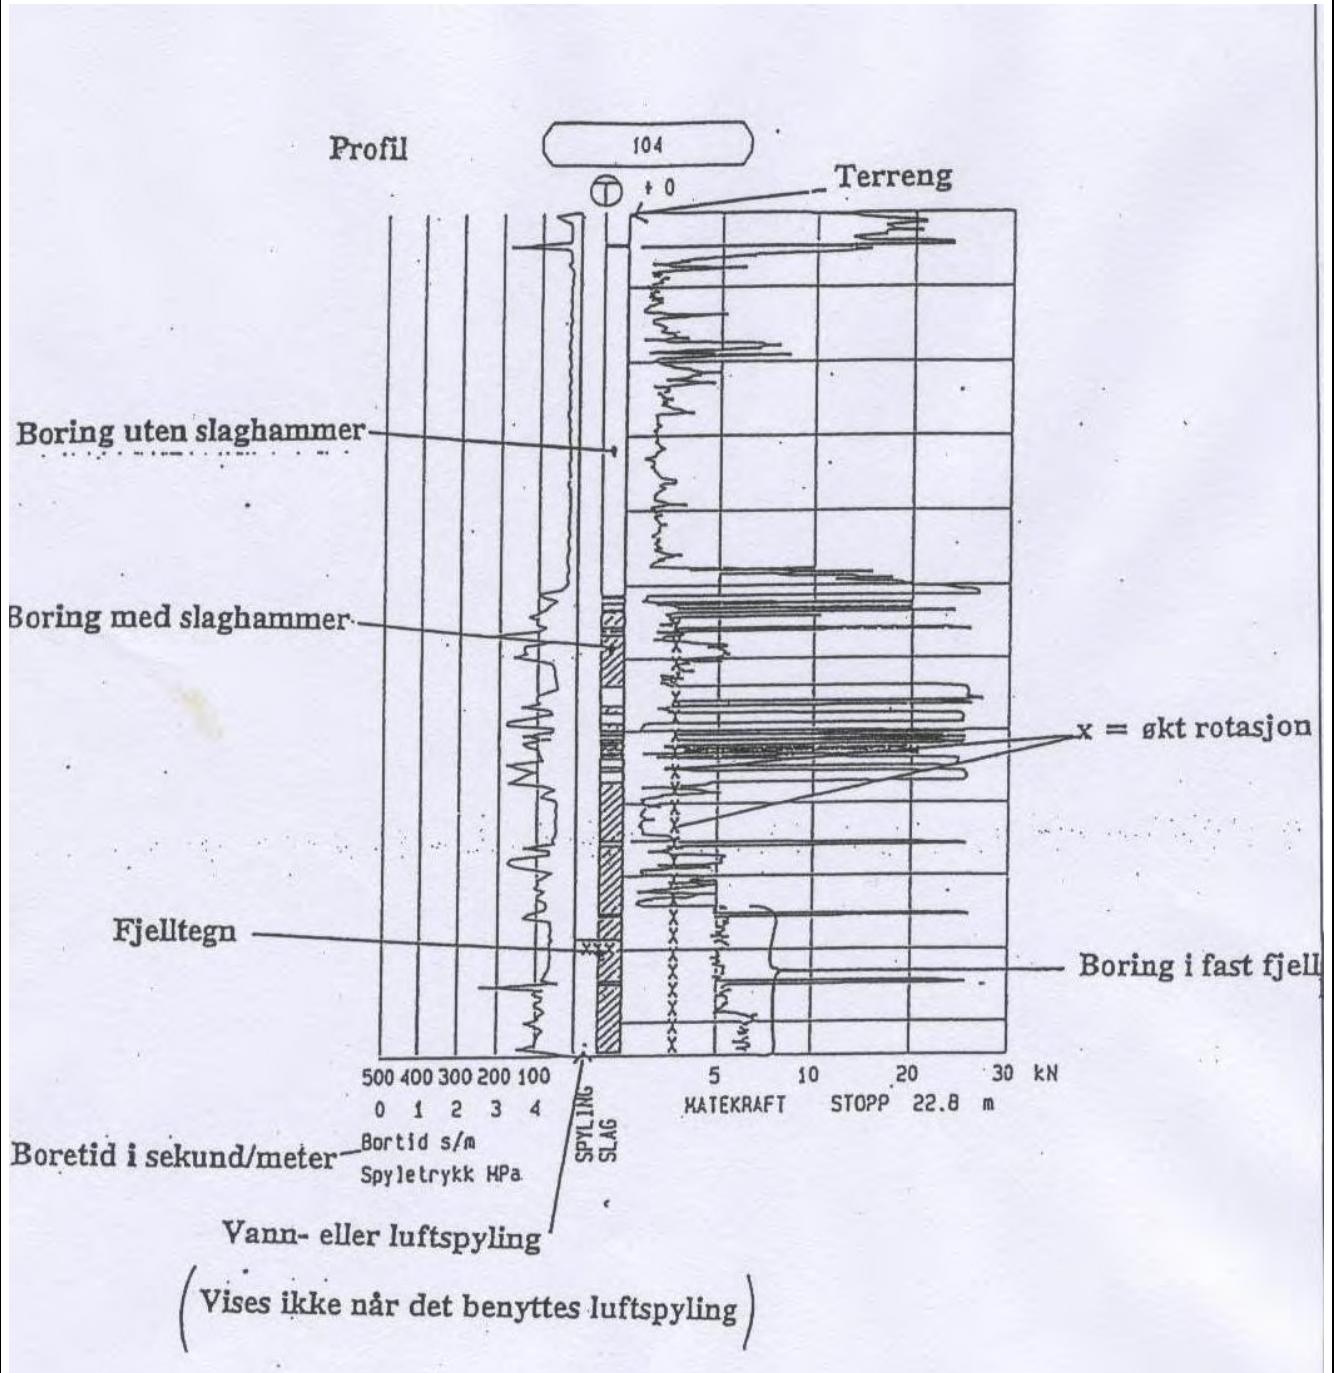 Profil
104
T
+ 0
Terreng
Boring uten slaghammer
Boring med slaghammer
x = økt rotasjon
Fjelltegn
XXX
Boring i fast fjell
500 400 300 200 100
5 10 20 30 kN
0 1 2 3 4
MATEKRAFT STOPP 22.8 m
SPYLING
SLAG
Bortid s/m
Boretid i sekund/meter
Spyletrykk MPa
Vann- eller luftspyling
(Vises ikke når det benyttes luftspyling)